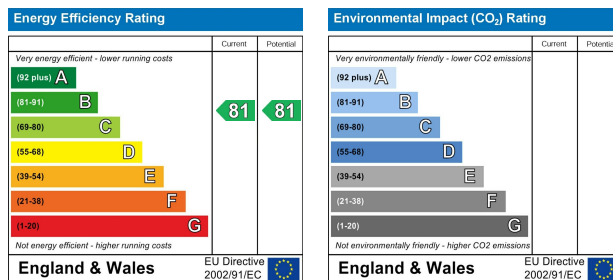 Energy Efficiency Rating
Current Potential
Very energy efficient - lower running costs
(92 plus) A
(81-91) B 81 81
(69-80) C
(55-68) D
(39-54) E
(21-38) F
(1-20) G
Not energy efficient - higher running costs
England & Wales
EU Directive
2002/91/EC
Environmental Impact (CO₂) Rating
Current Potential
Very environmentally friendly - lower CO2 emissions
(92 plus) A
(81-91) B
(69-80) C
(55-68) D
(39-54) E
(21-38) F
(1-20) G
Not environmentally friendly - higher CO2 emissions
England & Wales
EU Directive
2002/91/EC